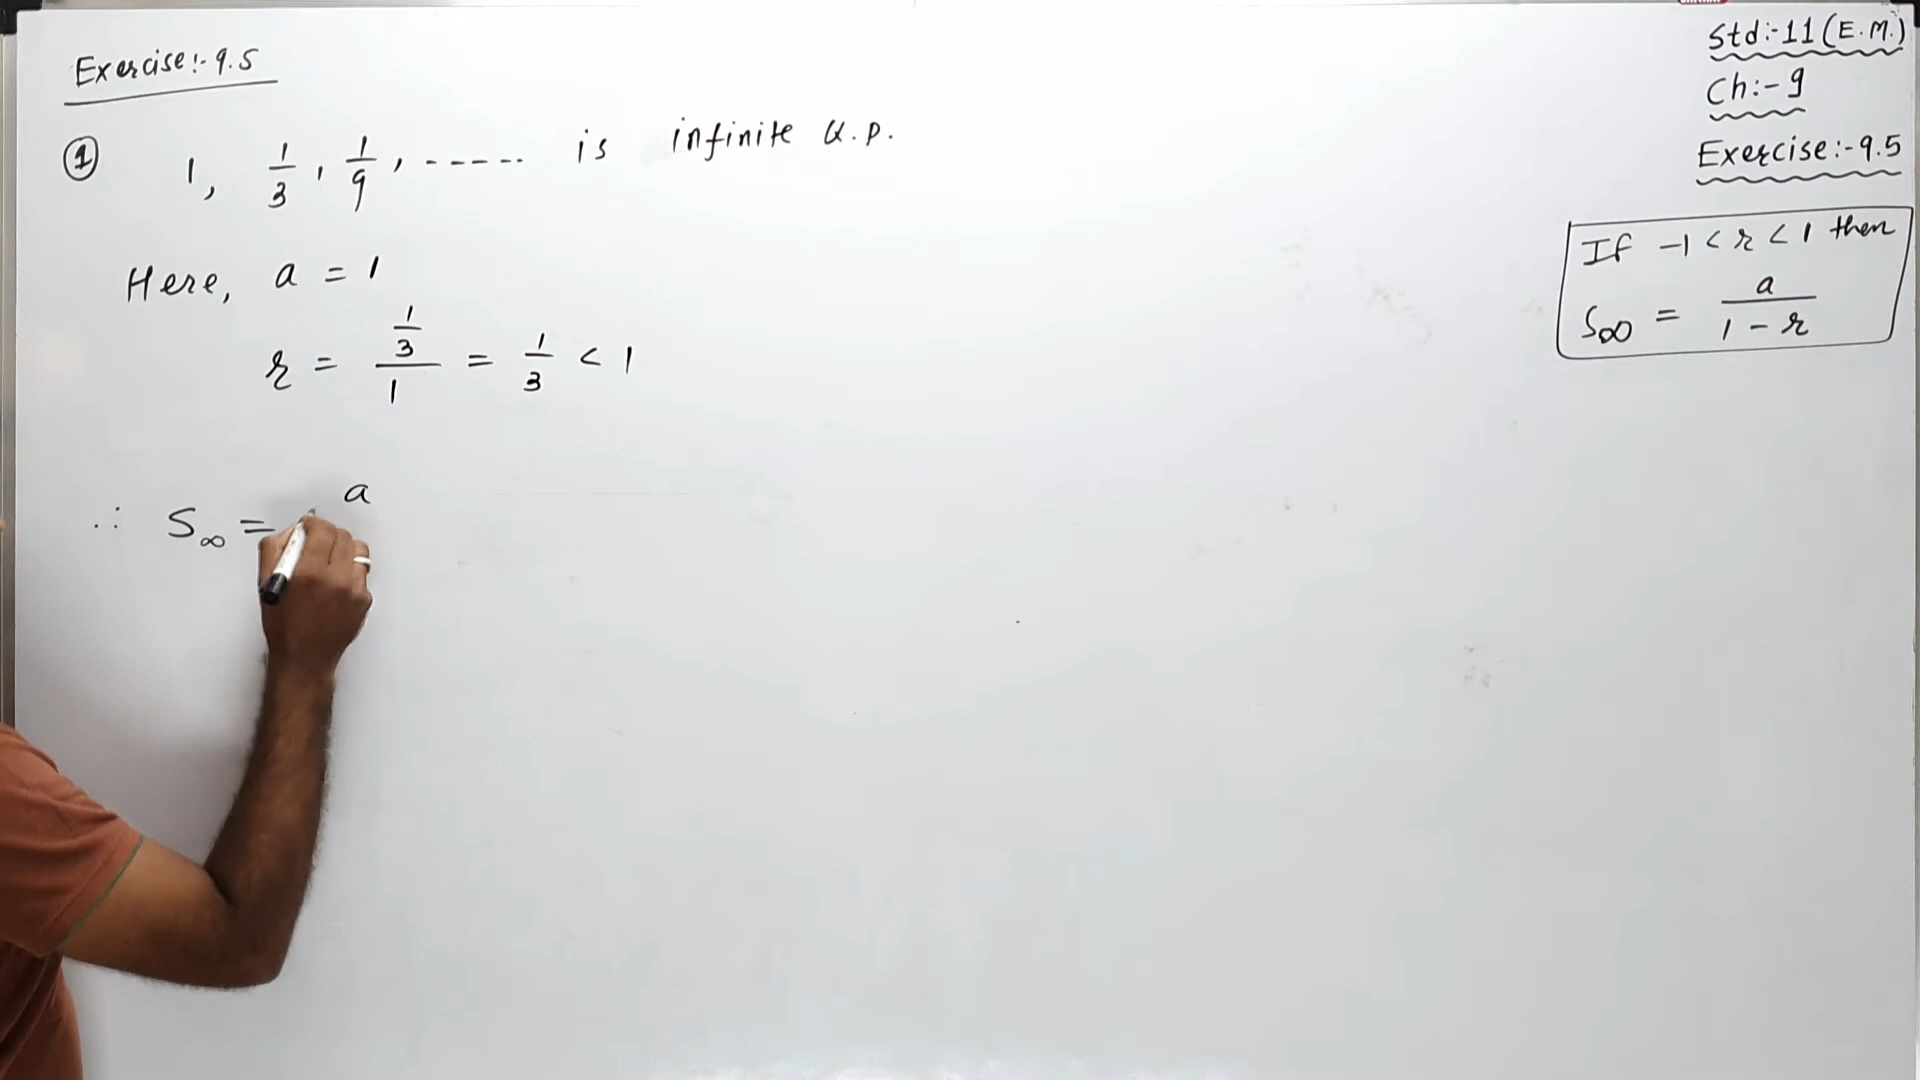 Exercise:-9.5
① 1, 1/3, 1/9, ----- is infinite G.P.
Here, a = 1
r = (1/3)/1 = 1/3 < 1
∴ S∞ = a
Std:-11(E.M.)
Ch:-9
Exercise:-9.5
If -1 < r < 1 then
S∞ = a/(1-r)